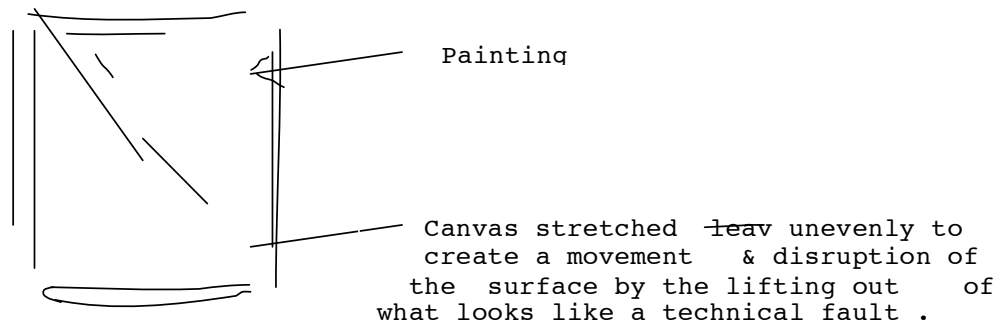 Painting
Canvas stretched leav unevenly to
create a movement & disruption of
the surface by the lifting out of
what looks like a technical fault .